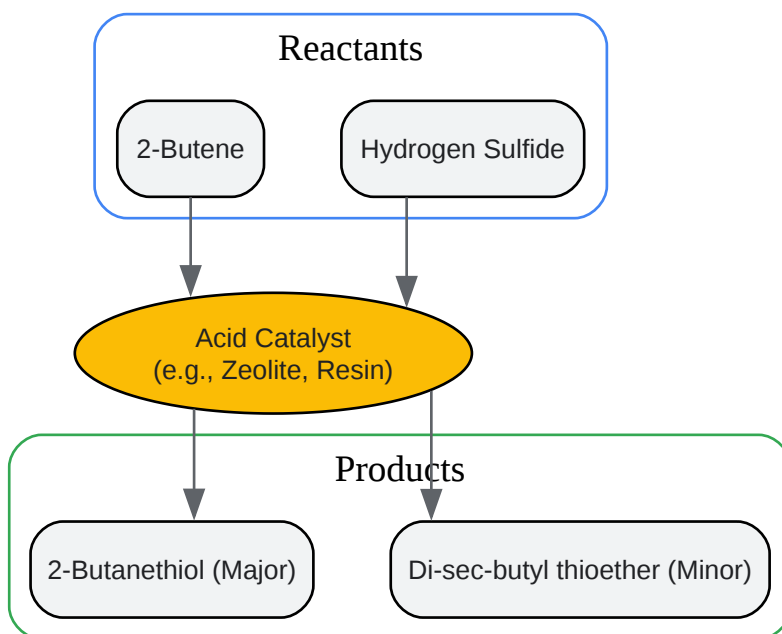 Reactants
2-Butene
Hydrogen Sulfide
Acid Catalyst
(e.g., Zeolite, Resin)
Products
2-Butanethiol (Major)
Di-sec-butyl thioether (Minor)